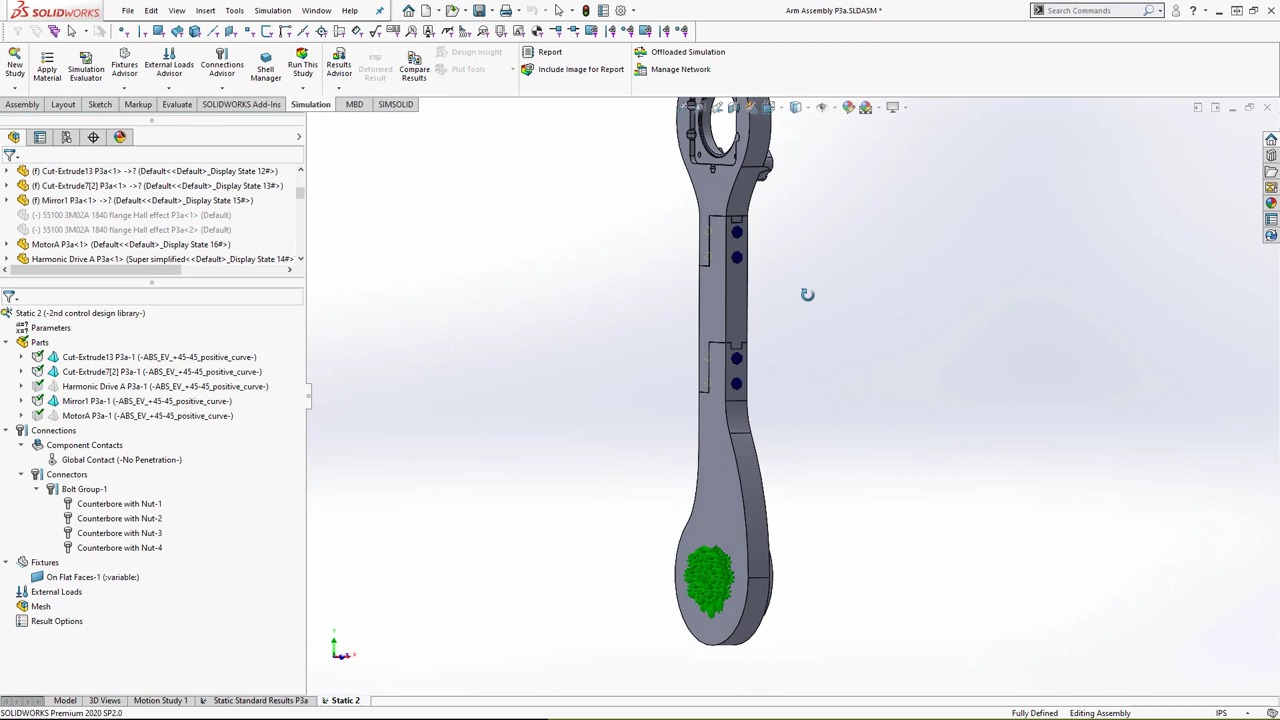 SOLIDWORKS File Edit View Insert Tools Simulation Window Help Arm Assembly P3a.SLDASM * Search Commands
New Study
Apply Material
Simulation Evaluator
Fixtures Advisor
External Loads Advisor
Connections Advisor
Shell Manager
Run This Study
Results Advisor
Deformed Result
Compare Results
Design Insight
Plot Tools
Report
Include Image for Report
Offloaded Simulation
Manage Network
Assembly Layout Sketch Markup Evaluate SOLIDWORKS Add-Ins Simulation MBD SIMSOLID
(f) Cut-Extrude13 P3a<1> ->? (Default<<Default>_Display State 12#>)
(f) Cut-Extrude7[2] P3a<1> ->? (Default<<Default>_Display State 13#>)
(f) Mirror1 P3a<1> ->? (Default<<Default>_Display State 15#>)
(-) 55100 3M02A 1840 flange Hall effect P3a<1> (Default)
(-) 55100 3M02A 1840 flange Hall effect P3a<2> (Default)
MotorA P3a<1> (Default<<Default>_Display State 16#>)
Harmonic Drive A P3a<1> (Super simplified<<Default>_Display State 14#>
Static 2 (-2nd control design library-)
Parameters
Parts
Cut-Extrude13 P3a-1 (-ABS_EV_+45-45_positive_curve-)
Cut-Extrude7[2] P3a-1 (-ABS_EV_+45-45_positive_curve-)
Harmonic Drive A P3a-1 (-ABS_EV_+45-45_positive_curve-)
Mirror1 P3a-1 (-ABS_EV_+45-45_positive_curve-)
MotorA P3a-1 (-ABS_EV_+45-45_positive_curve-)
Connections
Component Contacts
Global Contact (-No Penetration-)
Connectors
Bolt Group-1
Counterbore with Nut-1
Counterbore with Nut-2
Counterbore with Nut-3
Counterbore with Nut-4
Fixtures
On Flat Faces-1 (:variable:)
External Loads
Mesh
Result Options
Model 3D Views Motion Study 1 Static Standard Results P3a Static 2
SOLIDWORKS Premium 2020 SP2.0 Fully Defined Editing Assembly IPS